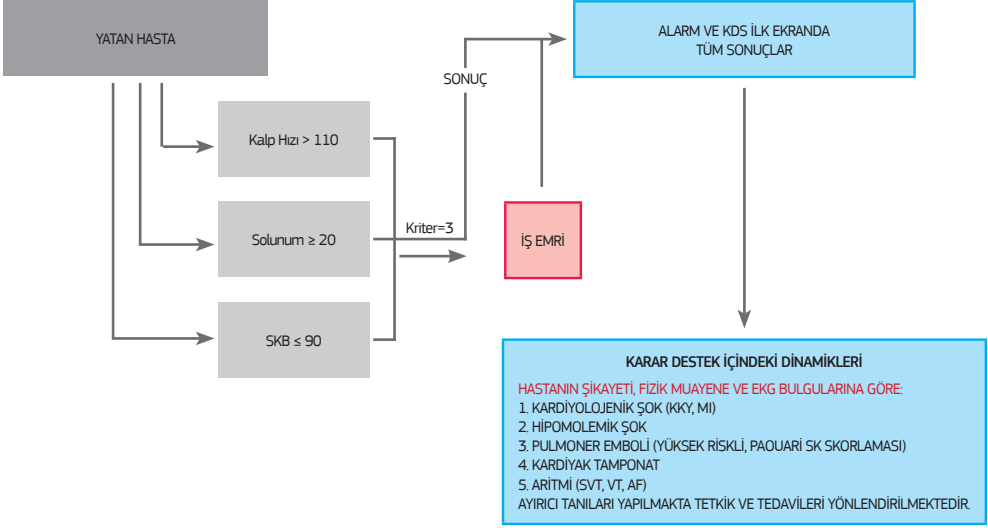 YATAN HASTA
ALARM VE KDS İLK EKRANDA
TÜM SONUÇLAR
SONUÇ
Kalp Hızı > 110
Solunum ≥ 20
Kriter=3
İŞ EMRİ
SKB ≤ 90
KARAR DESTEK İÇİNDEKİ DİNAMİKLERİ
HASTANIN ŞİKAYETİ, FİZİK MUAYENE VE EKG BULGULARINA GÖRE:
1. KARDİYOLOJENİK ŞOK (KKY, MI)
2. HİPOMOLEMİK ŞOK
3. PULMONER EMBOLİ (YÜKSEK RİSKLİ, PAOUARİ SK SKORLAMASI)
4. KARDİYAK TAMPONAT
5. ARİTMİ (SVT, VT, AF)
AYIRICI TANILARI YAPILMAKTA TETKİK VE TEDAVİLERİ YÖNLENDİRİLMEKTEDİR.